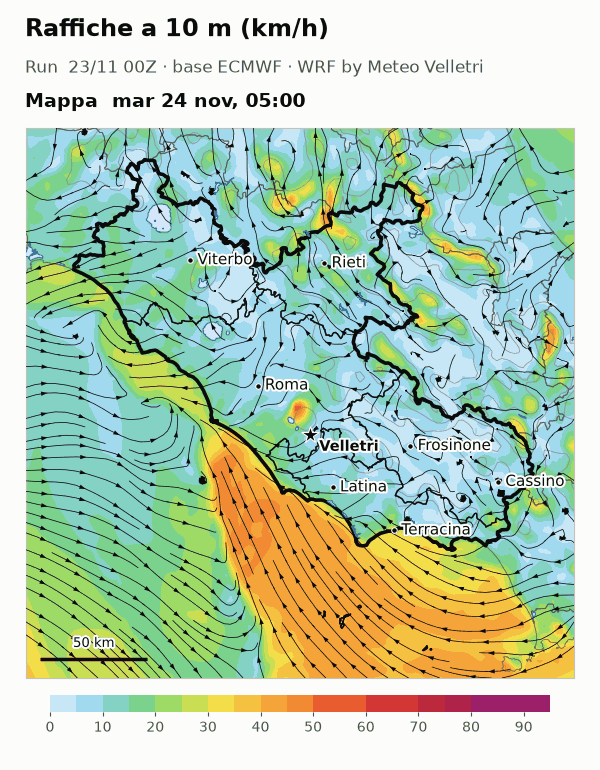 Raffiche a 10 m (km/h)
Run  23/11 00Z · base ECMWF · WRF by Meteo Velletri
Mappa  mar 24 nov, 05:00
Viterbo
Rieti
Roma
Velletri
Frosinone
Cassino
Latina
Terracina
50 km
0 10 20 30 40 50 60 70 80 90